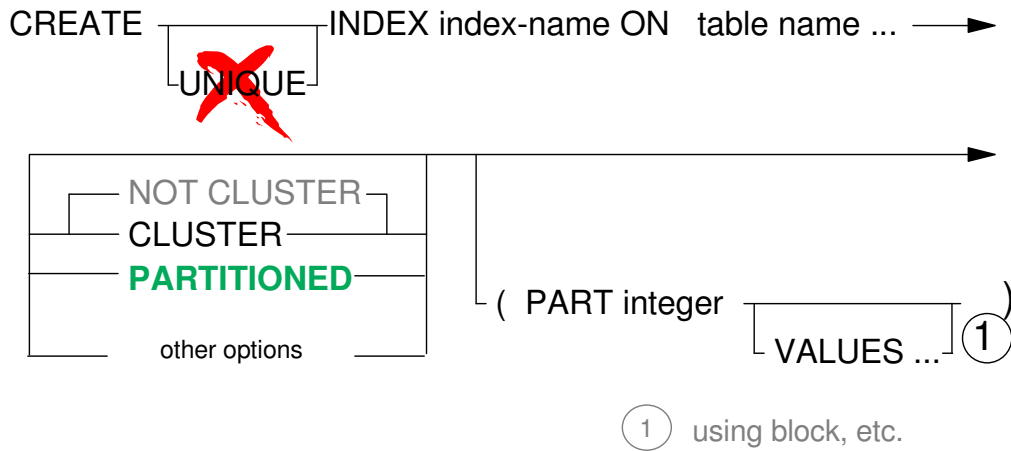 CREATE INDEX index-name ON table name ...
UNIQUE
NOT CLUSTER
CLUSTER
PARTITIONED
( PART integer )
other options
VALUES ... 1
1 using block, etc.